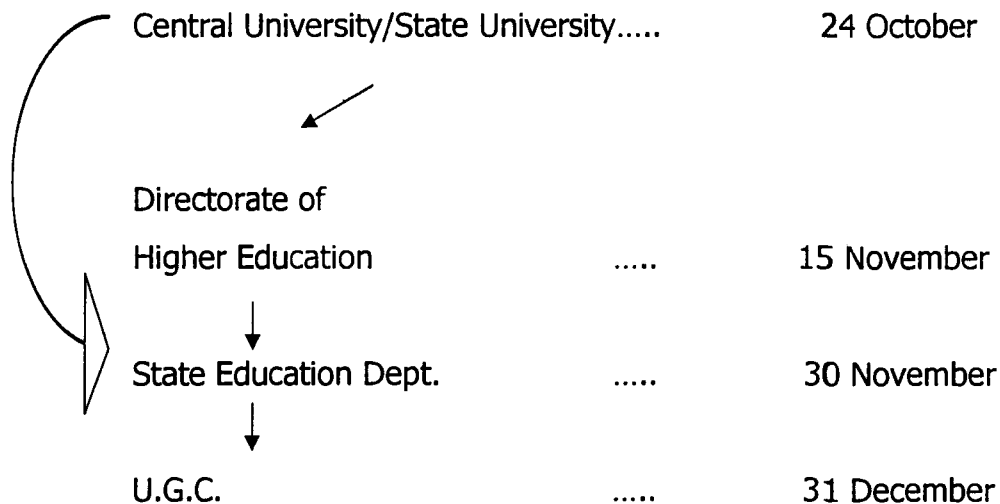 Central University/State University..... 24 October
Directorate of
Higher Education ..... 15 November
State Education Dept. ..... 30 November
U.G.C. ..... 31 December